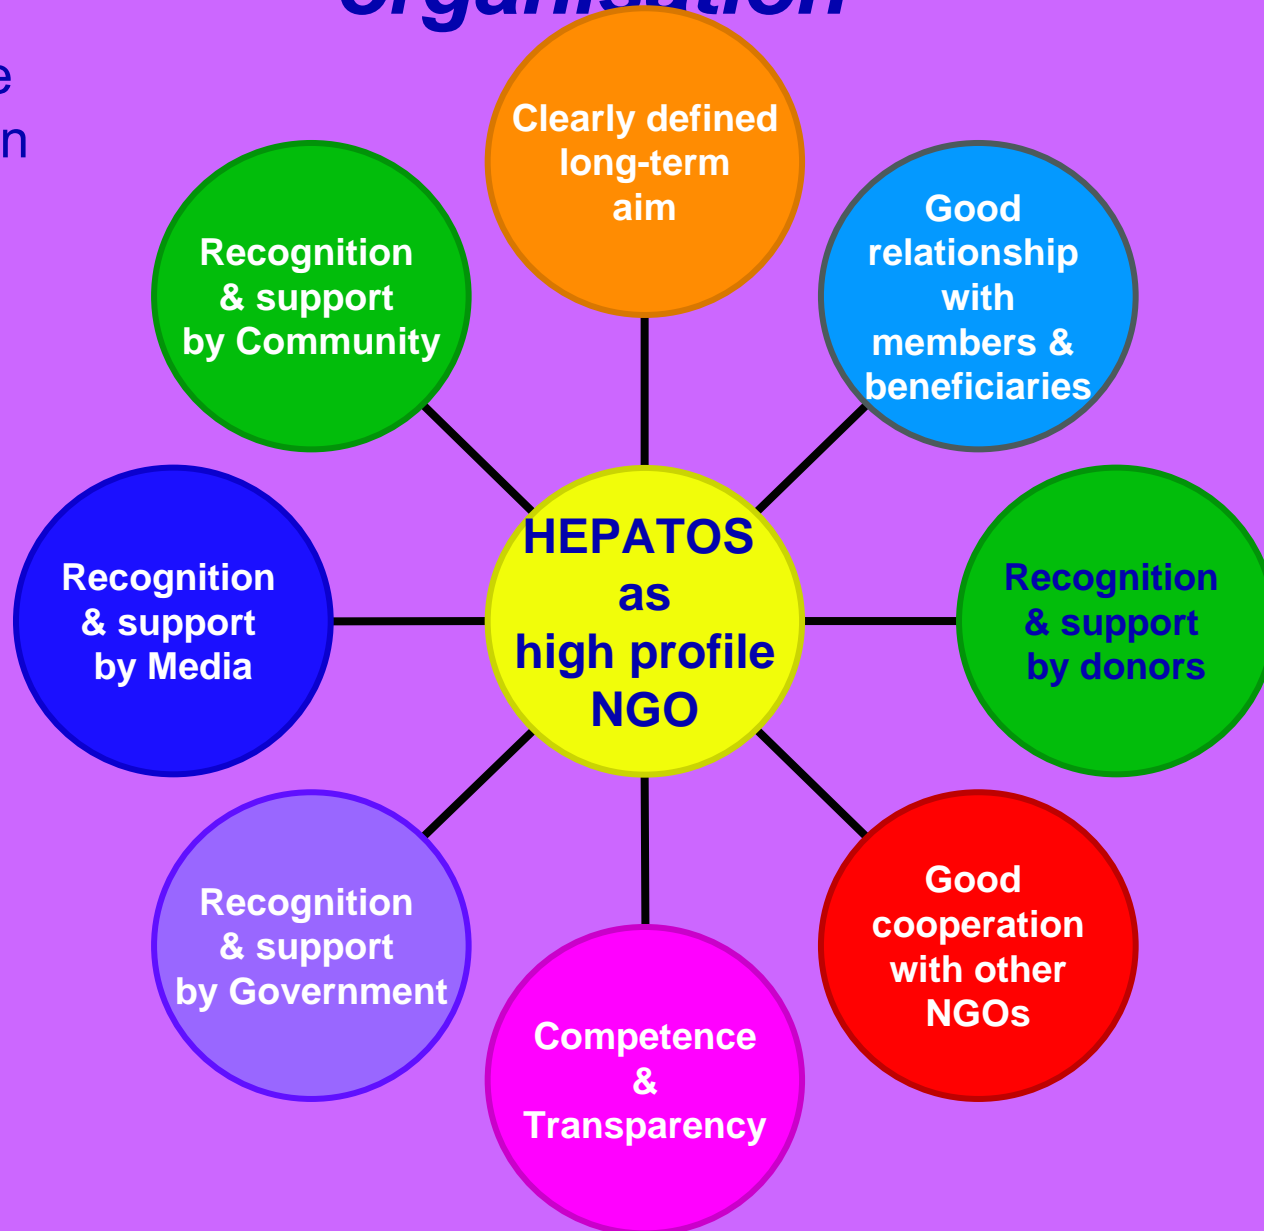 organisation
Clearly defined
long-term
aim
Good
relationship
with
members &
beneficiaries
Recognition
& support
by donors
Good
cooperation
with other
NGOs
Competence
&
Transparency
Recognition
& support
by Government
Recognition
& support
by Media
Recognition
& support
by Community
HEPATOS
as
high profile
NGO